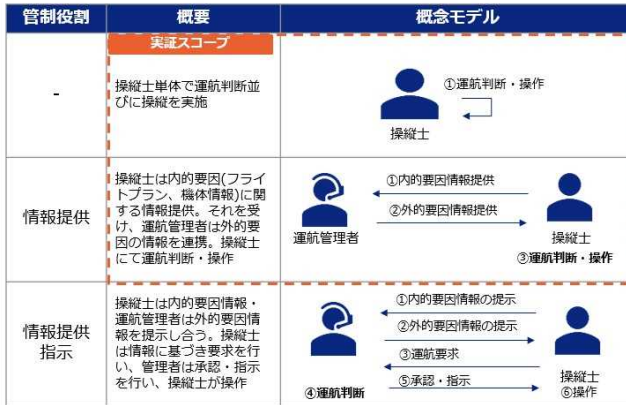 管制役割
概要
概念モデル
実証スコープ
-
操縦士単体で運航判断並
びに操縦を実施
①運航判断・操作
操縦士
情報提供
操縦士は内的要因(フライ
トプラン、機体情報)に関
する情報提供。それを受
け、運航管理者は外的要
因の情報を連携。操縦士
にて運航判断・操作
①内的要因情報提供
②外的要因情報提供
運航管理者
操縦士
③運航判断・操作
情報提供
指示
操縦士は内的要因情報・
運航管理者は外的要因情
報を提示し合う。操縦士
は情報に基づき要求を行
い、管理者は承認・指示
を行い、操縦士が操作
①内的要因情報の提示
②外的要因情報の提示
③運航要求
⑤承認・指示
④運航判断
操縦士
⑥操作